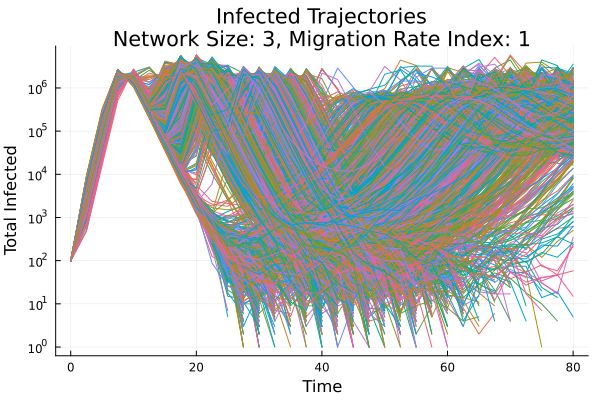 Infected Trajectories
Network Size: 3, Migration Rate Index: 1
Total Infected
10⁶
10⁵
10⁴
10³
10²
10¹
10⁰
0 20 40 60 80
Time